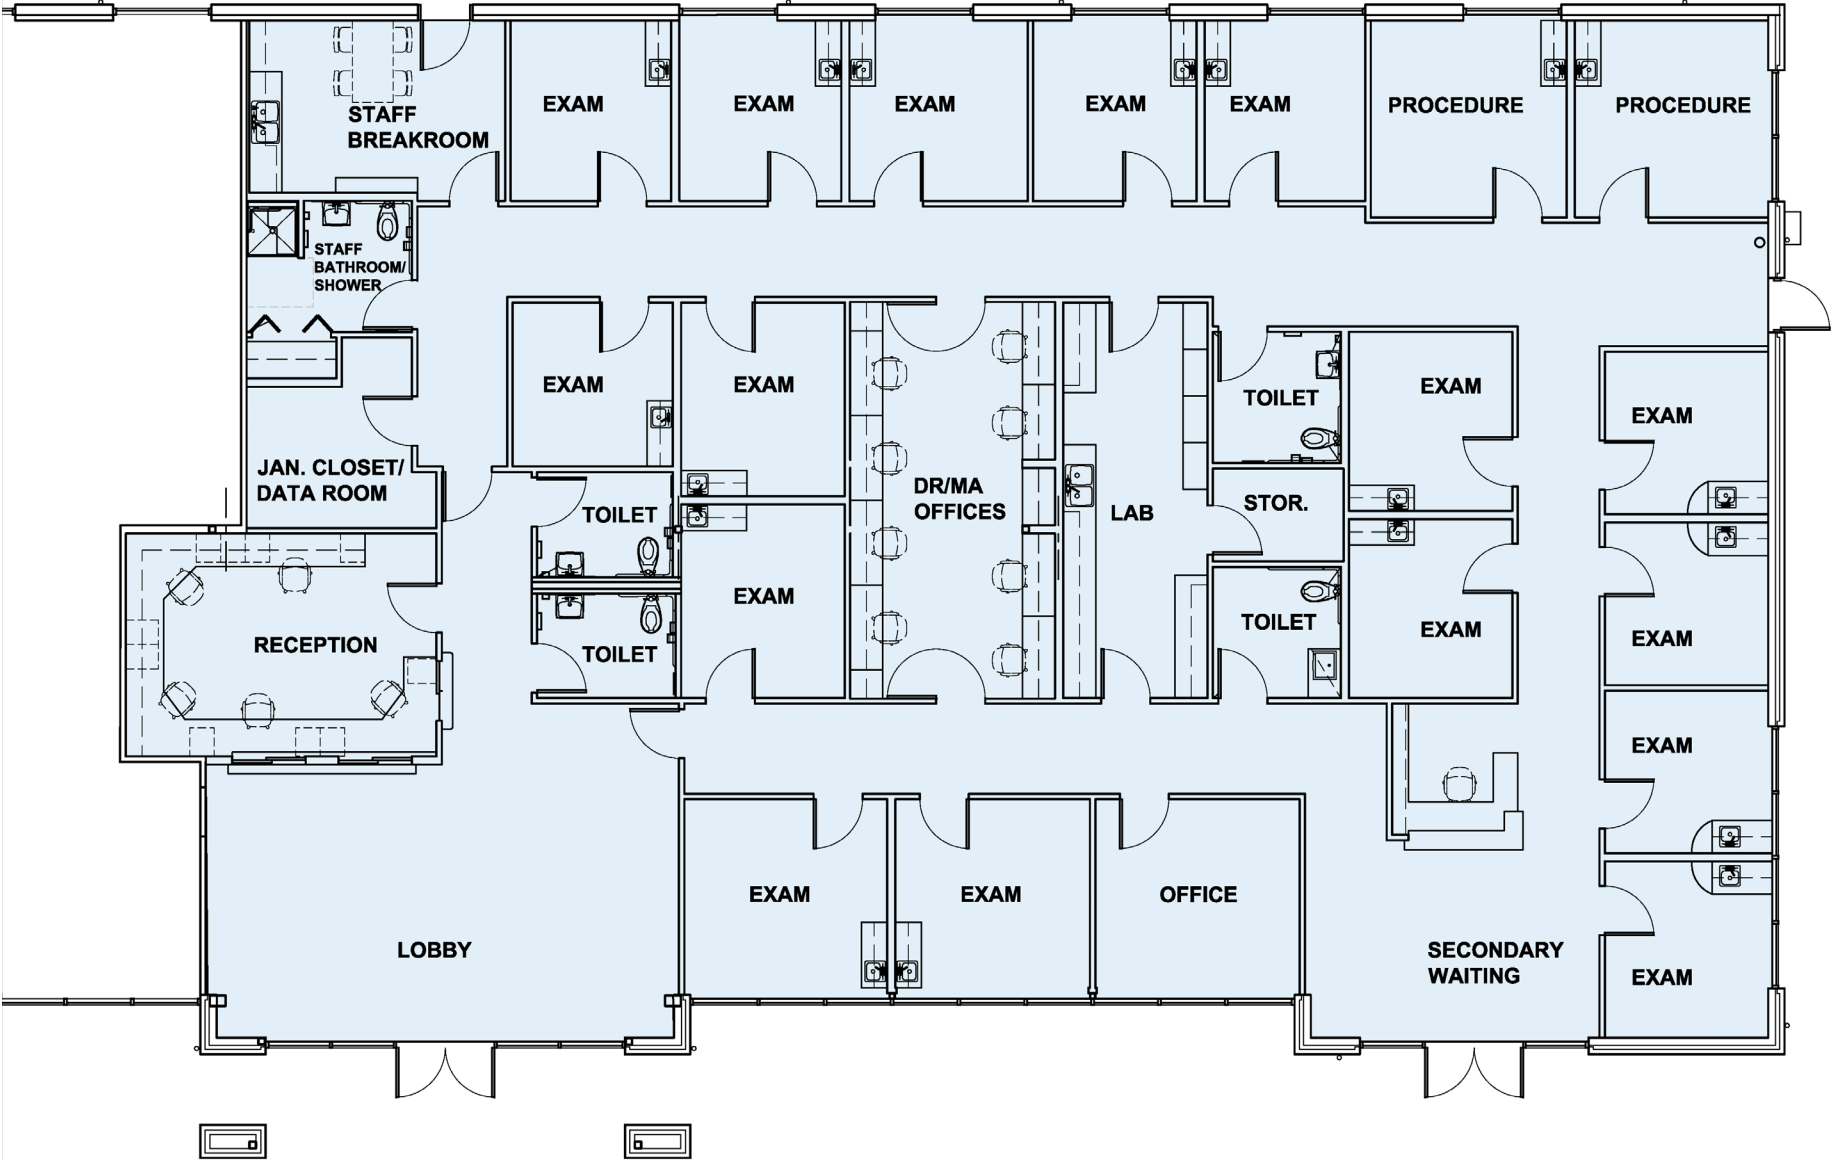 EXAM
EXAM
EXAM
EXAM
EXAM
PROCEDURE
PROCEDURE
STAFF
BREAKROOM
STAFF
BATHROOM/
SHOWER
EXAM
EXAM
TOILET
EXAM
EXAM
JAN. CLOSET/
DATA ROOM
DR/MA
OFFICES
LAB
STOR.
TOILET
EXAM
TOILET
EXAM
EXAM
RECEPTION
TOILET
EXAM
EXAM
EXAM
EXAM
OFFICE
LOBBY
SECONDARY
WAITING
EXAM